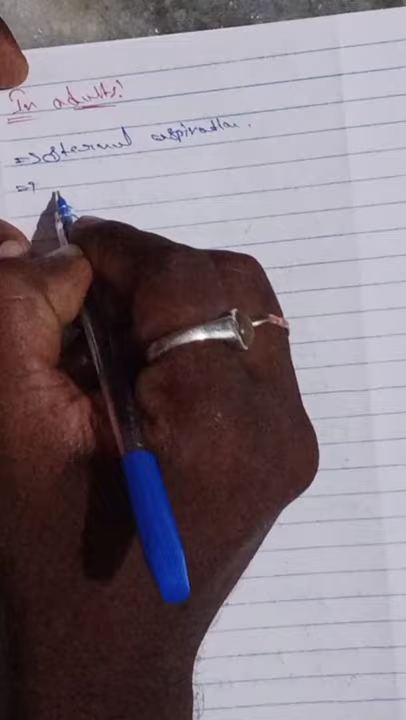 In adults:
⇒ sternal aspiration.
⇒